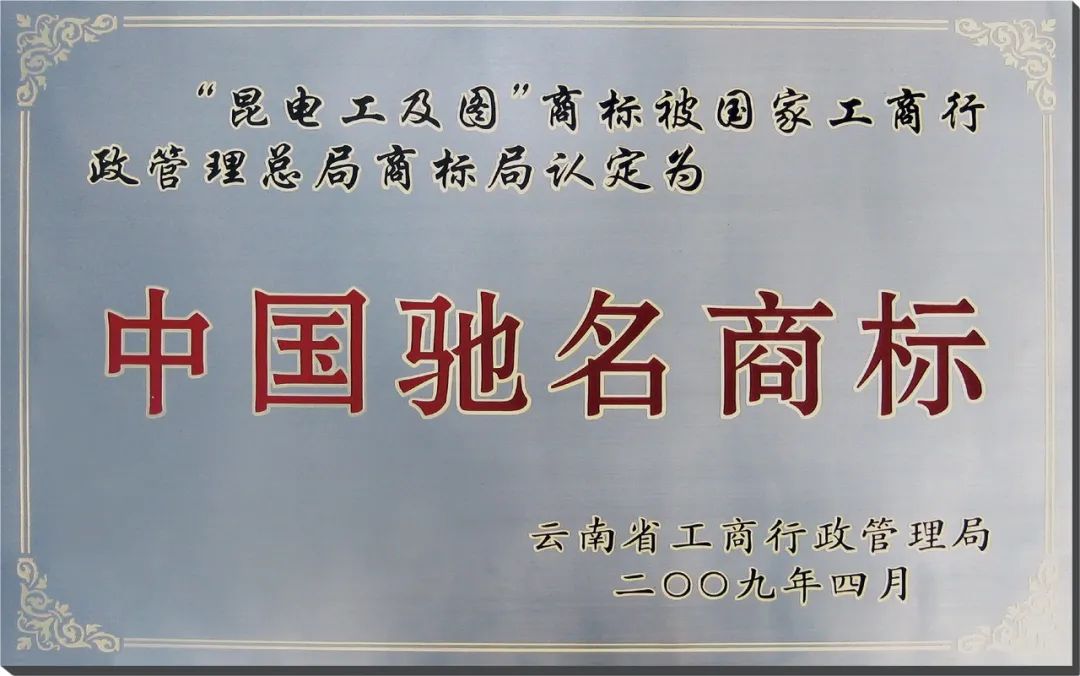 “昆电工及图”商标被国家工商行
政管理总局商标局认定为
中国驰名商标
云南省工商行政管理局
二〇〇九年四月